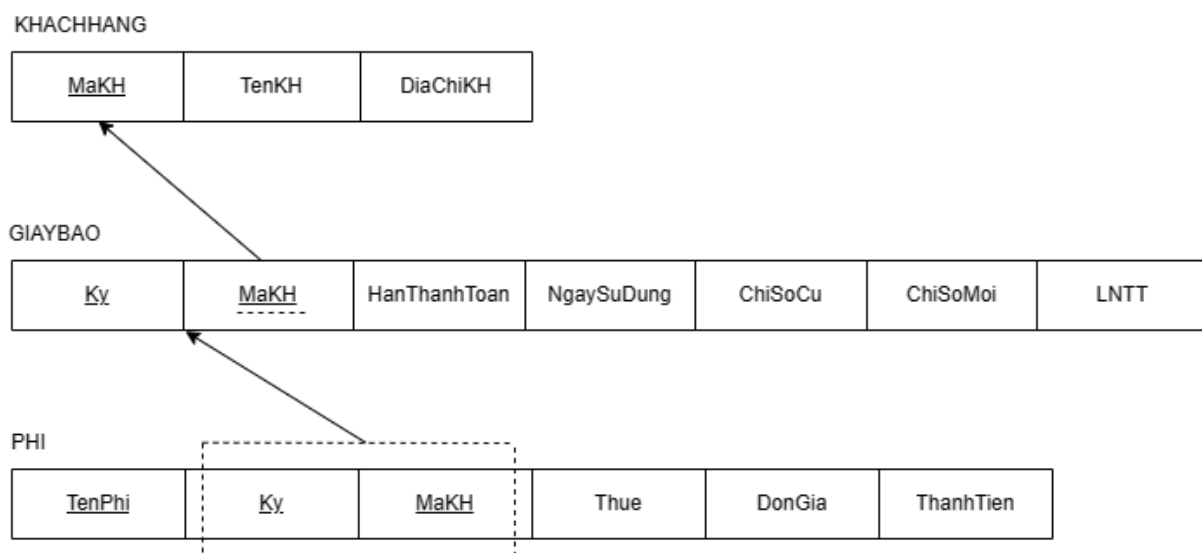 KHACHHANG
MaKH TenKH DiaChiKH
GIAYBAO
Ky MaKH HanThanhToan NgaySuDung ChiSoCu ChiSoMoi LNTT
PHI
TenPhi Ky MaKH Thue DonGia ThanhTien